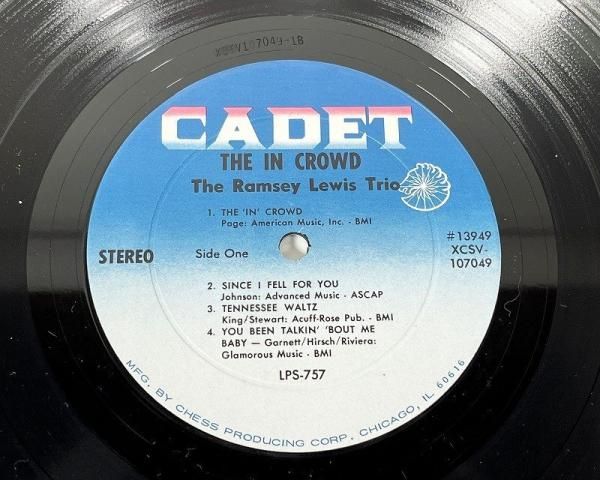 XCSV107049-1B
CADET
THE IN CROWD
The Ramsey Lewis Trio
1. THE 'IN' CROWD
Page: American Music, Inc. - BMI
STEREO
Side One
#13949
XCSV-
107049
2. SINCE I FELL FOR YOU
Johnson: Advanced Music - ASCAP
3. TENNESSEE WALTZ
King/Stewart: Acuff-Rose Pub. - BMI
4. YOU BEEN TALKIN' 'BOUT ME
BABY — Garnett/Hirsch/Riviera:
Glamorous Music - BMI
LPS-757
MFG. BY CHESS PRODUCING CORP. CHICAGO, IL 60616